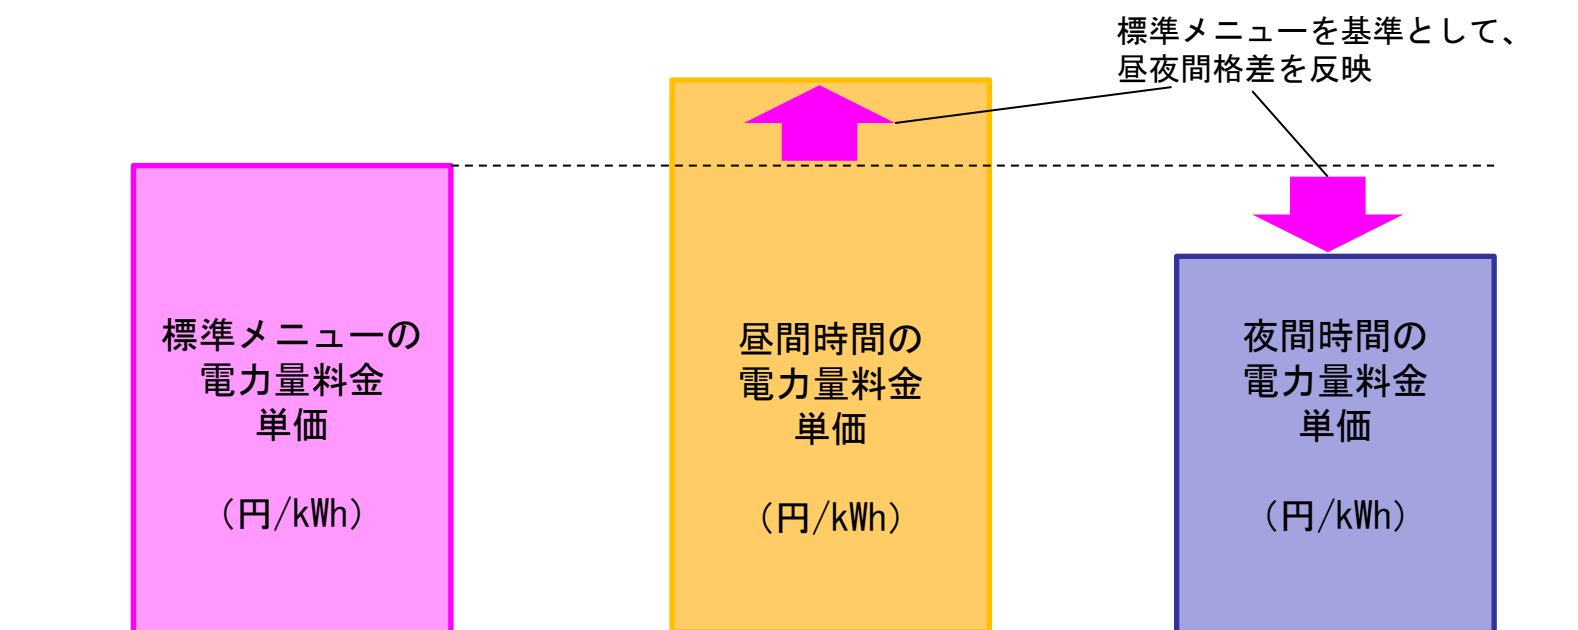 標準メニューを基準として、
昼夜間格差を反映
標準メニューの
電力量料金
単価
（円/kWh）
昼間時間の
電力量料金
単価
（円/kWh）
夜間時間の
電力量料金
単価
（円/kWh）